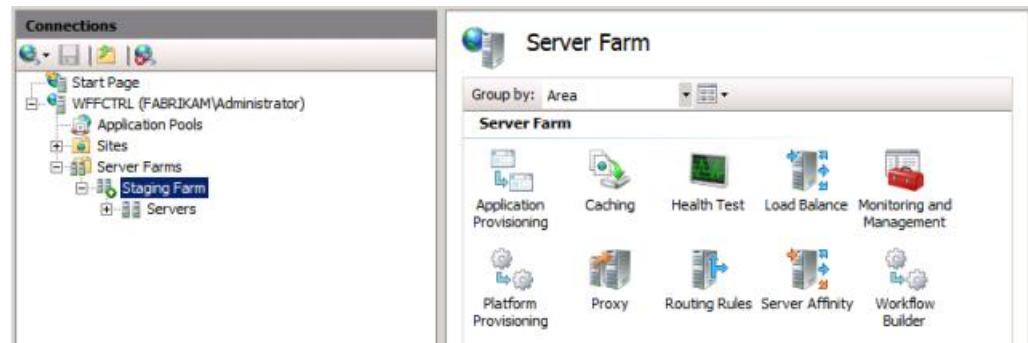 Connections
Start Page
WFFCTRL (FABRIKAM\Administrator)
Application Pools
Sites
Server Farms
Staging Farm
Servers
Server Farm
Group by: Area
Server Farm
Application Provisioning
Caching
Health Test
Load Balance
Monitoring and Management
Platform Provisioning
Proxy
Routing Rules
Server Affinity
Workflow Builder